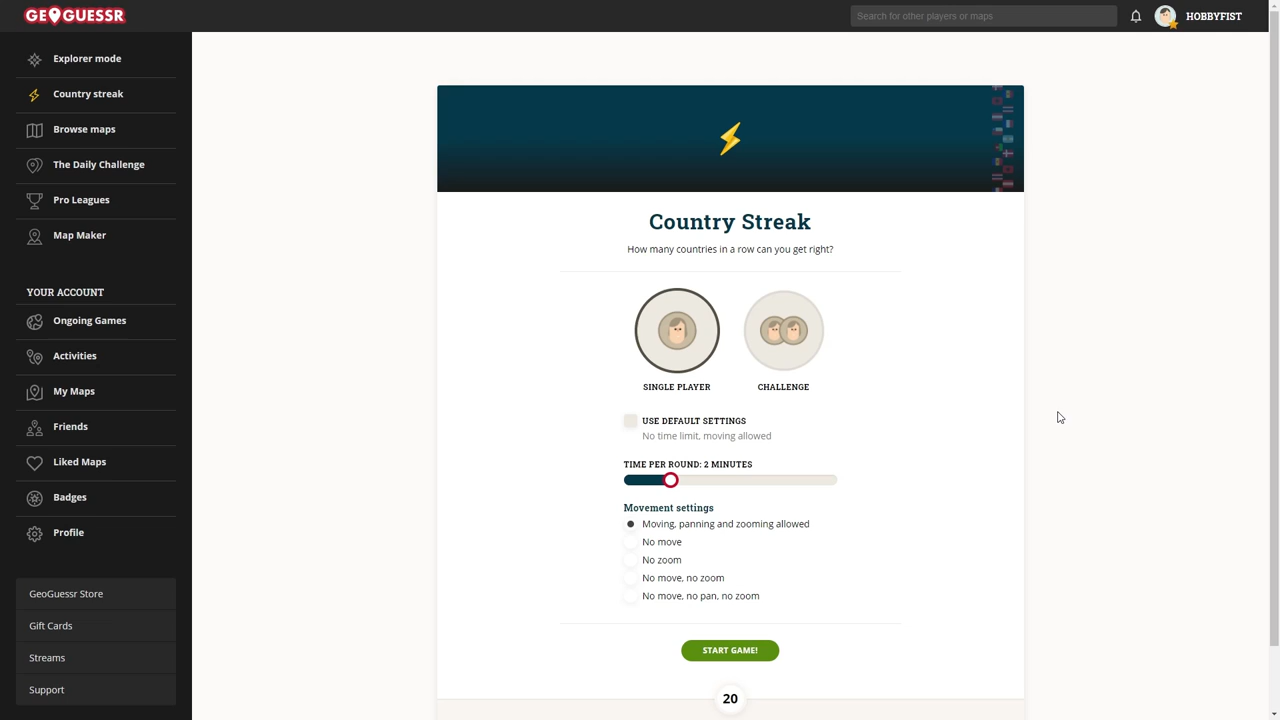 GEOGUESSR
Search for other players or maps
HOBBYFIST
Explorer mode
Country streak
Browse maps
The Daily Challenge
Pro Leagues
Map Maker
YOUR ACCOUNT
Ongoing Games
Activities
My Maps
Friends
Liked Maps
Badges
Profile
GeoGuessr Store
Gift Cards
Streams
Support
Country Streak
How many countries in a row can you get right?
SINGLE PLAYER
CHALLENGE
USE DEFAULT SETTINGS
No time limit, moving allowed
TIME PER ROUND: 2 MINUTES
Movement settings
Moving, panning and zooming allowed
No move
No zoom
No move, no zoom
No move, no pan, no zoom
START GAME!
20